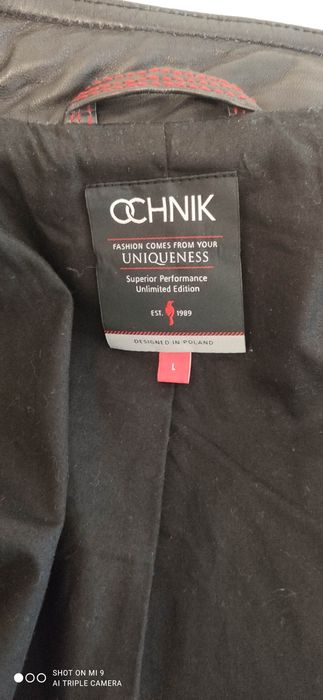 OCHNIK
FASHION COMES FROM YOUR
UNIQUENESS
Superior Performance
Unlimited Edition
EST. 1989
DESIGNED IN POLAND
L
SHOT ON MI 9
AI TRIPLE CAMERA